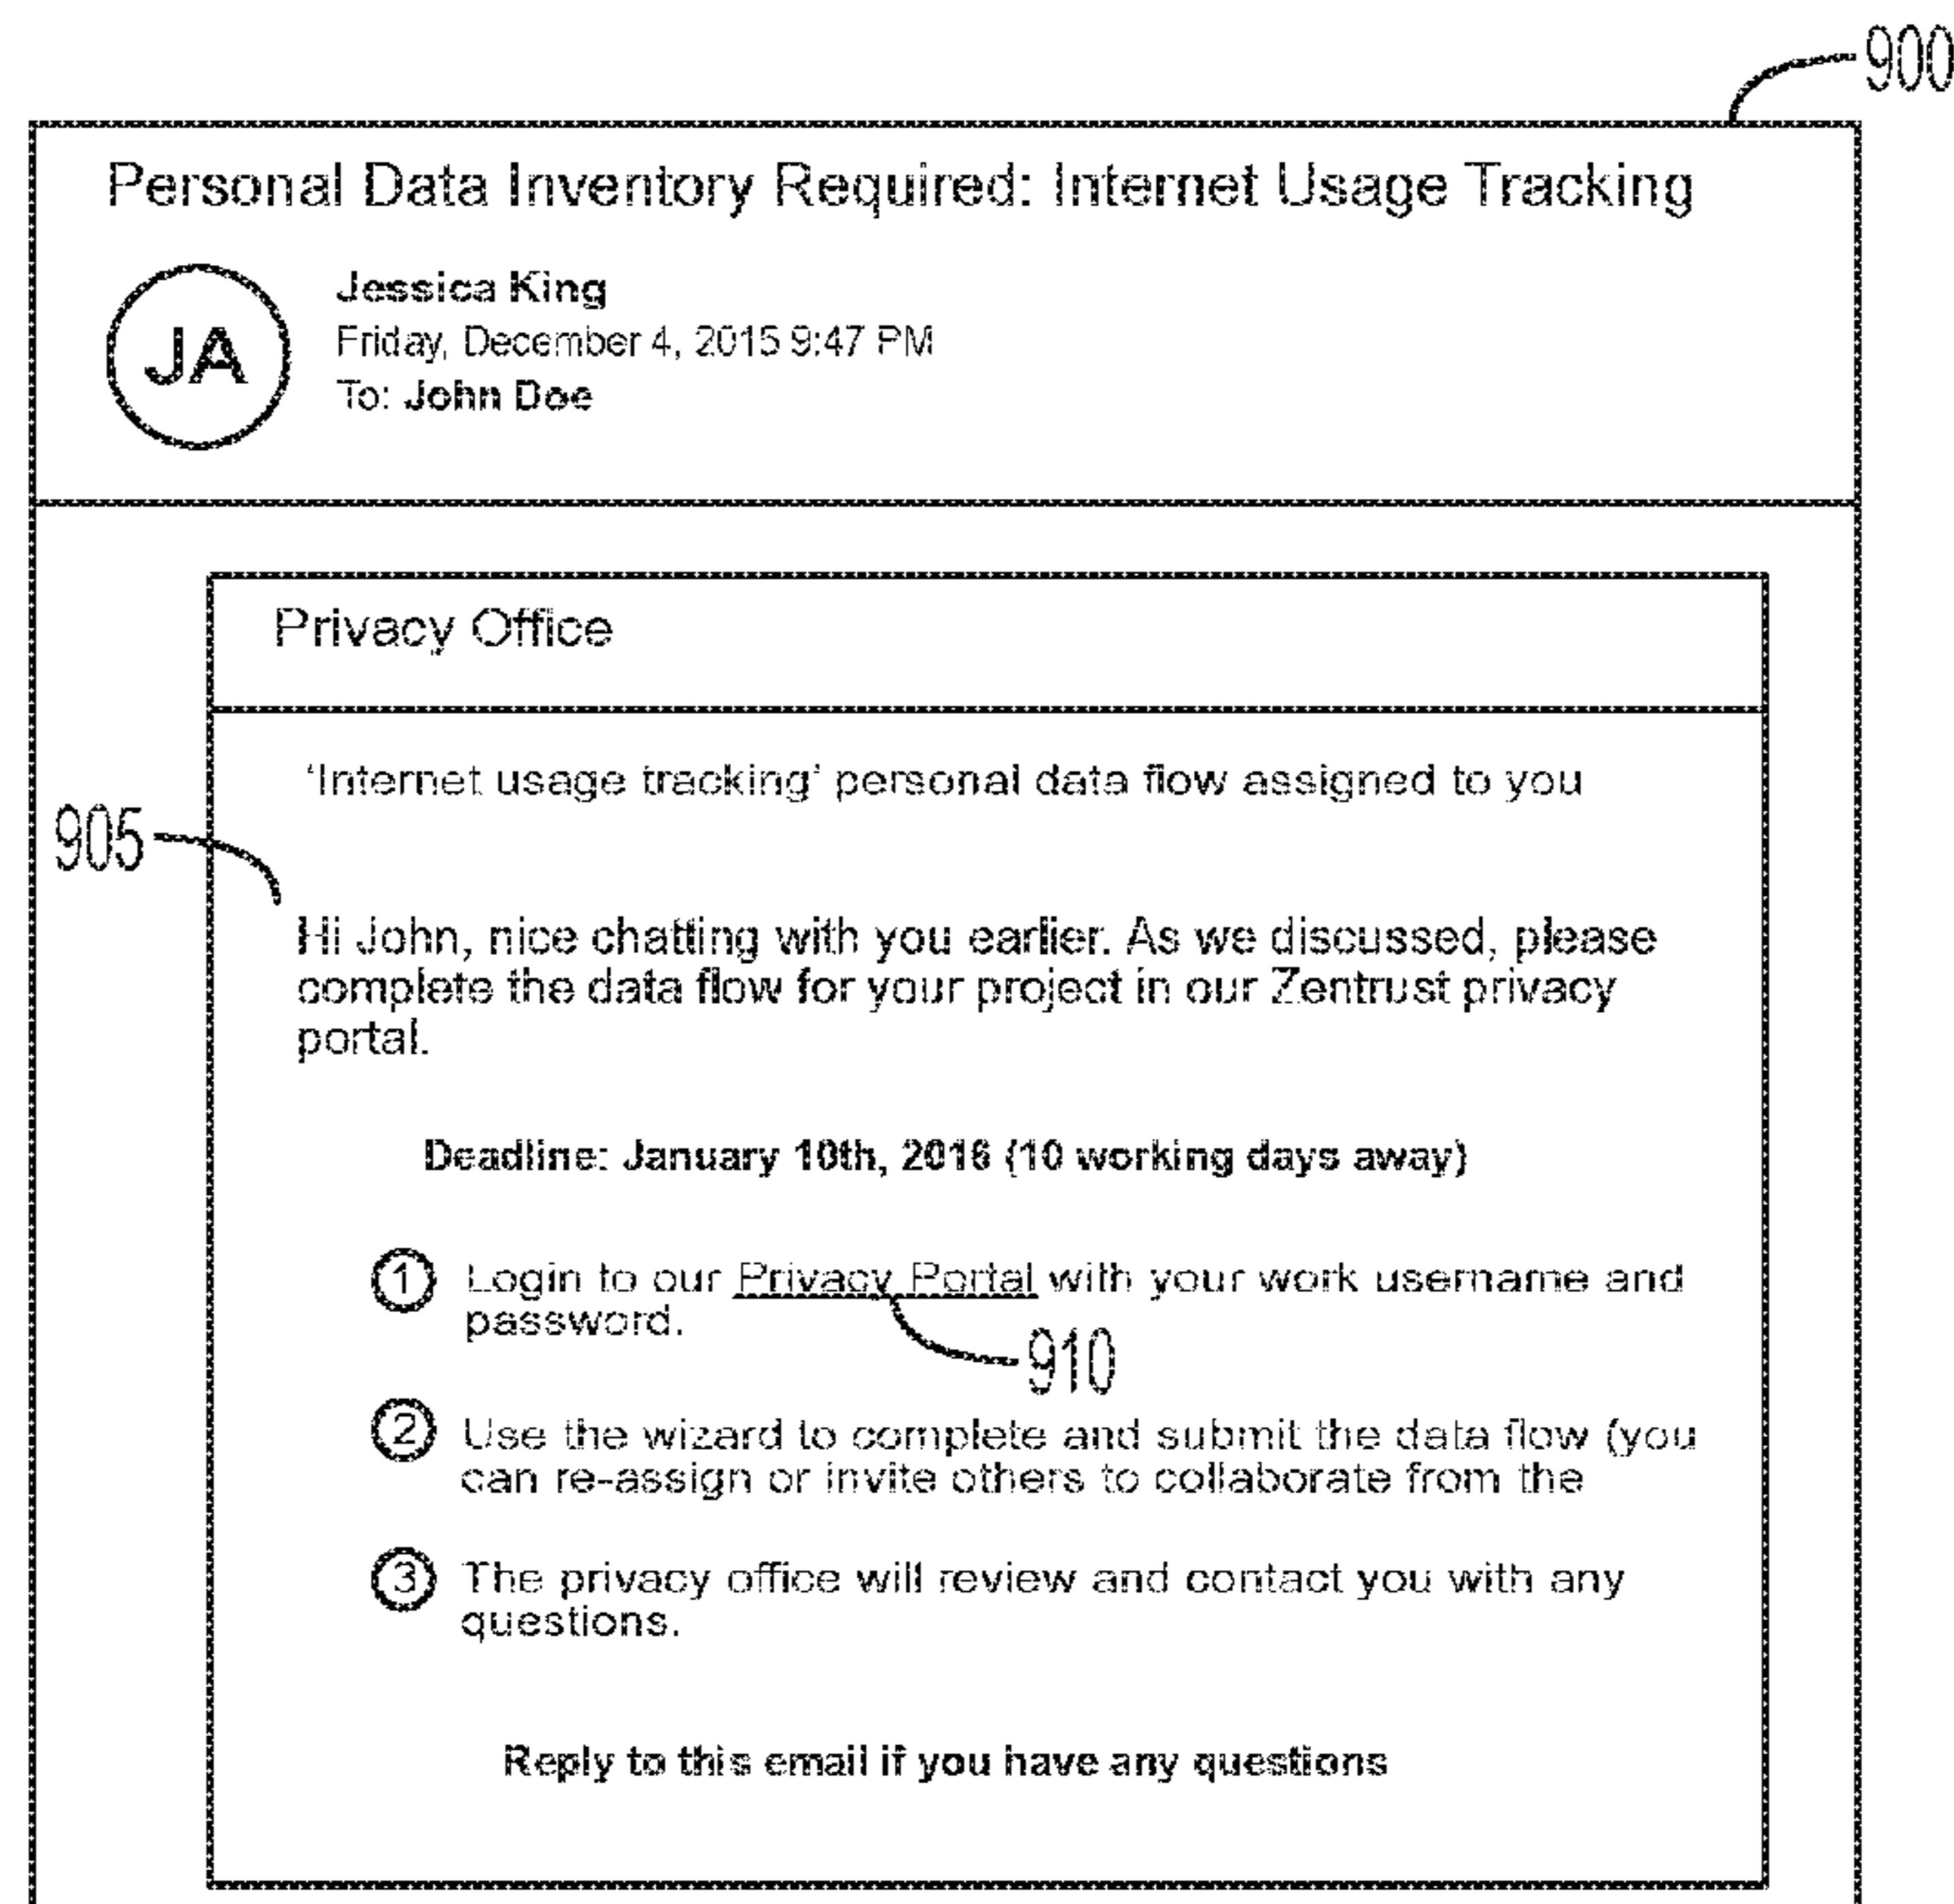 900
Personal Data Inventory Required: Internet Usage Tracking
JA
Jessica King
Friday, December 4, 2015 9:47 PM
To: John Doe
Privacy Office
‘Internet usage tracking’ personal data flow assigned to you
905
Hi John, nice chatting with you earlier. As we discussed, please
complete the data flow for your project in our Zentrust privacy
portal.
Deadline: January 10th, 2016 (10 working days away)
1 Login to our Privacy Portal with your work username and
password.
910
2 Use the wizard to complete and submit the data flow (you
can re-assign or invite others to collaborate from the
3 The privacy office will review and contact you with any
questions.
Reply to this email if you have any questions